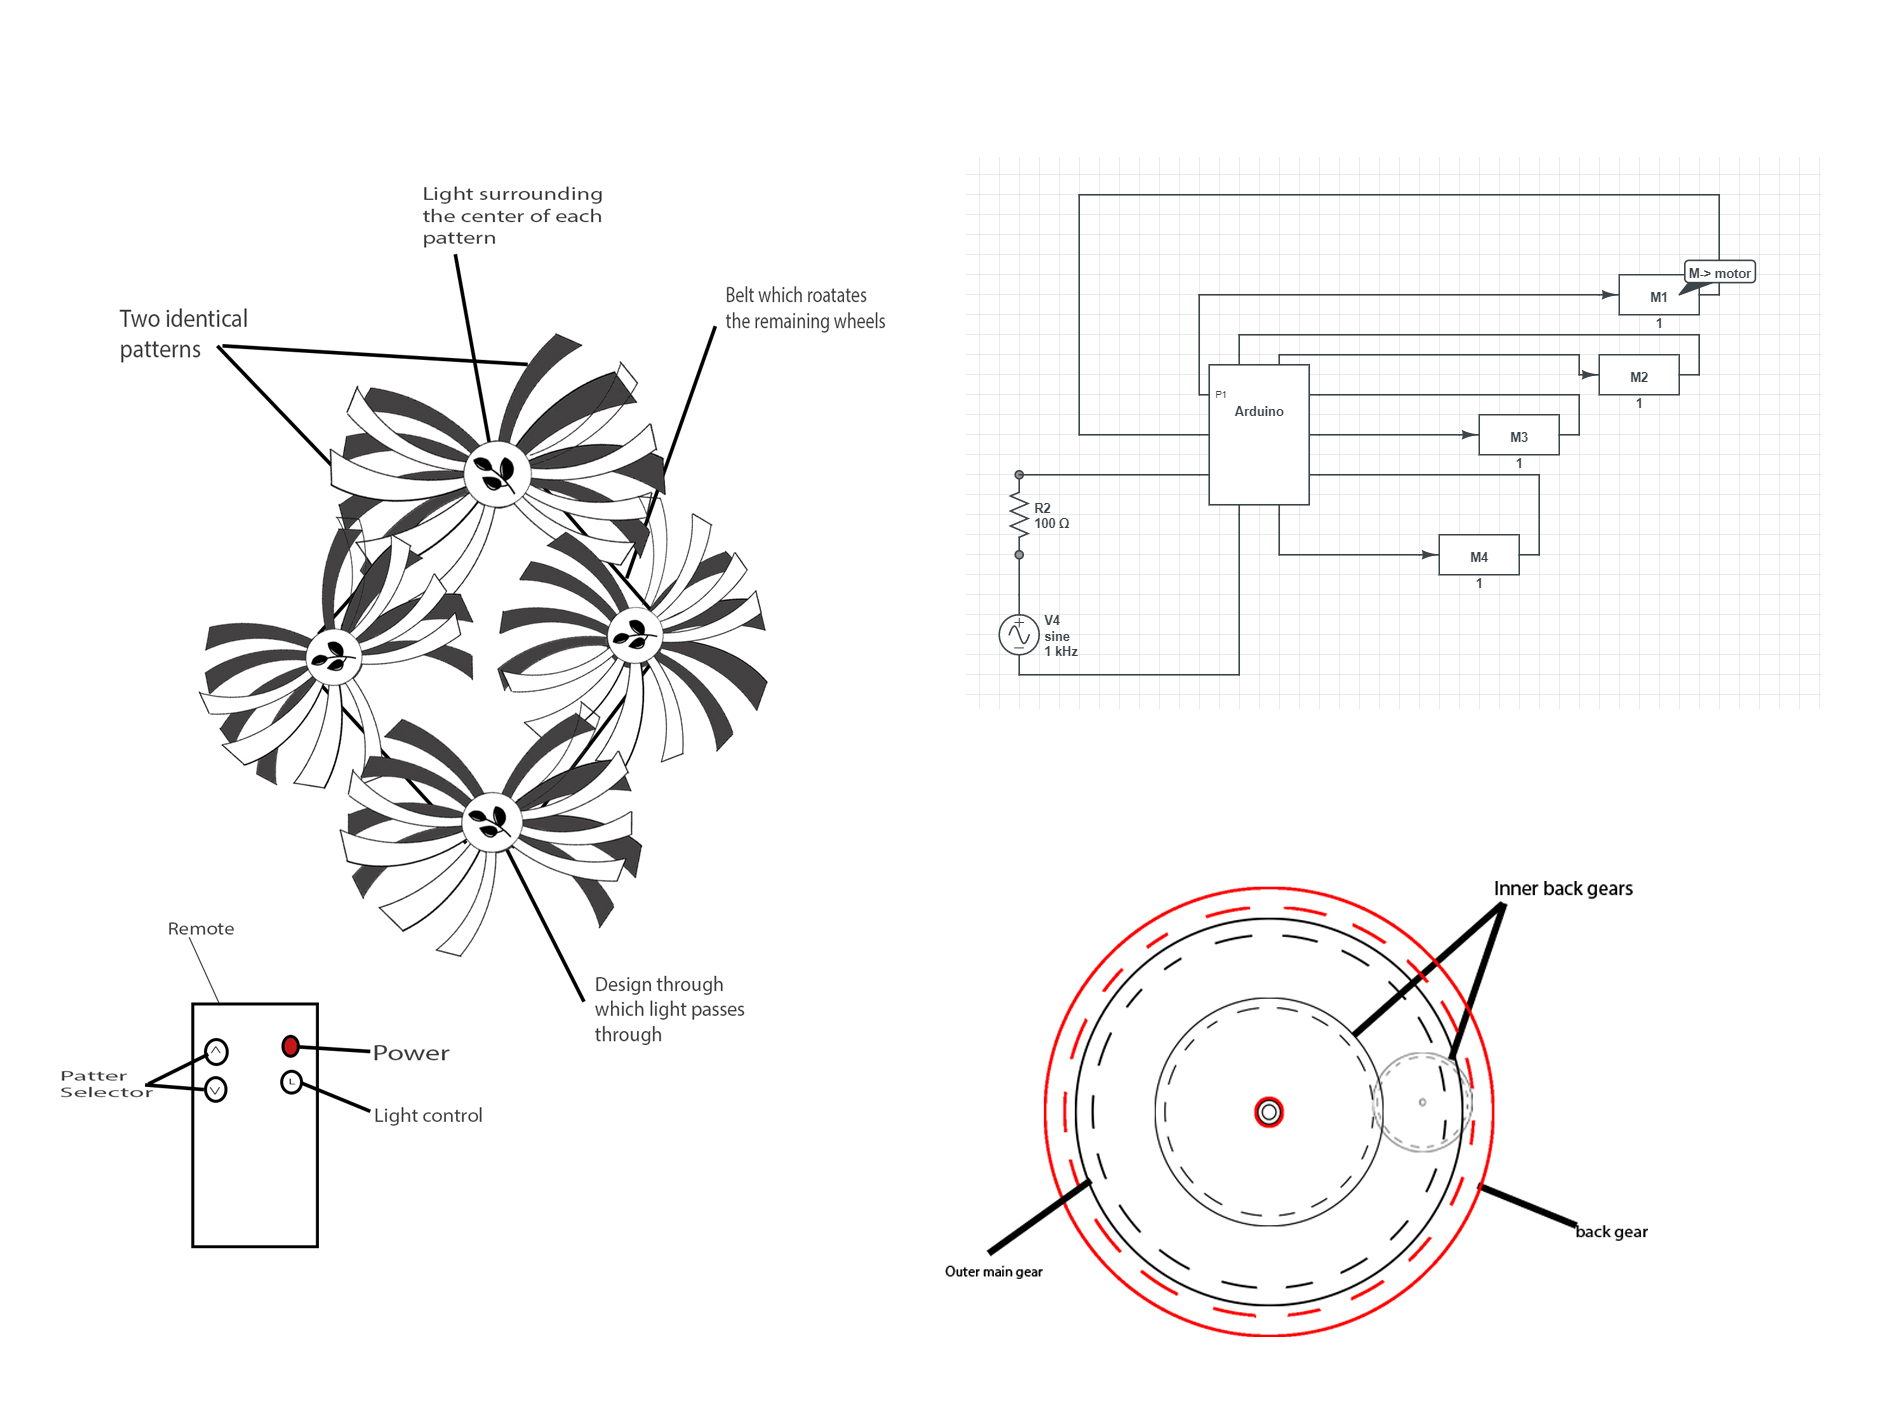 Light surrounding
the center of each
pattern
Two identical
patterns
Belt which roatates
the remaining wheels
Design through
which light passes
through
Remote
Power
Patter
Selector
L
Light control
M-> motor
M1
1
M2
1
P1
Arduino
M3
1
R2
100 Ω
M4
1
V4
sine
1 kHz
Inner back gears
back gear
Outer main gear